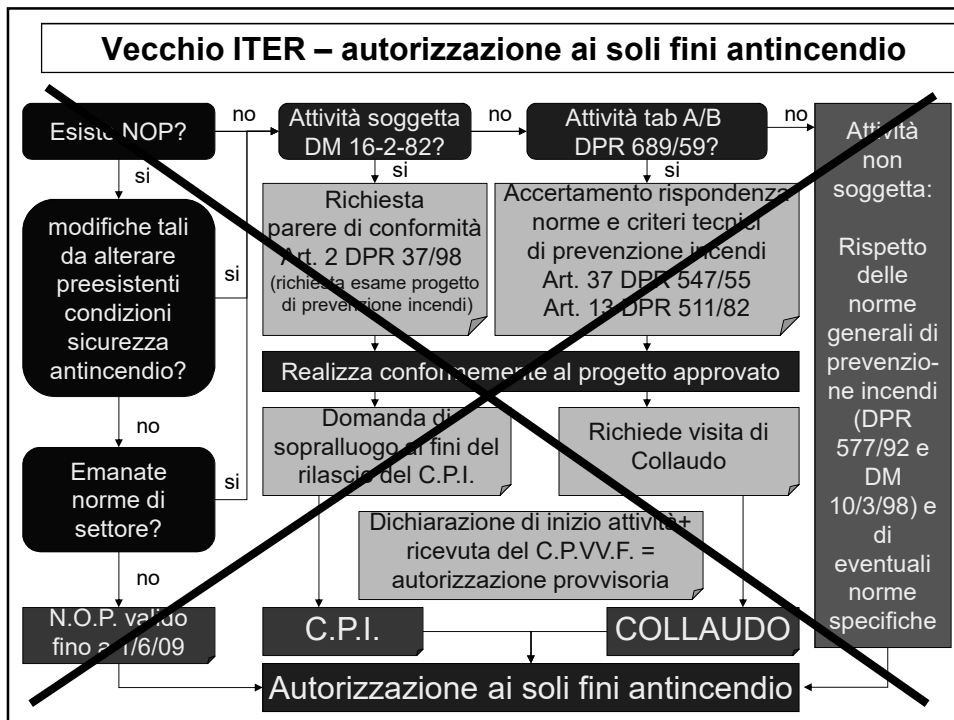 Vecchio ITER – autorizzazione ai soli fini antincendio
Esiste NOP?
no
Attività soggetta
DM 16-2-82?
no
Attività tab A/B
DPR 689/59?
no
Attività
non
soggetta:
Rispetto
delle
norme
generali di
prevenzio-
ne incendi
(DPR
577/92 e
DM
10/3/98) e
di
eventuali
norme
specifiche
si
si
si
modifiche tali
da alterare
preesistenti
condizioni
sicurezza
antincendio?
si
Richiesta
parere di conformità
Art. 2 DPR 37/98
(richiesta esame progetto
di prevenzione incendi)
Accertamento rispondenza
norme e criteri tecnici
di prevenzione incendi
Art. 37 DPR 547/55
Art. 13 DPR 511/82
Realizza conformemente al progetto approvato
no
Emanate
norme di
settore?
si
Domanda di
sopralluogo ai fini del
rilascio del C.P.I.
Richiede visita di
Collaudo
Dichiarazione di inizio attività+
ricevuta del C.P.VV.F. =
autorizzazione provvisoria
no
N.O.P. valido
fino a 1/6/09
C.P.I.
COLLAUDO
Autorizzazione ai soli fini antincendio